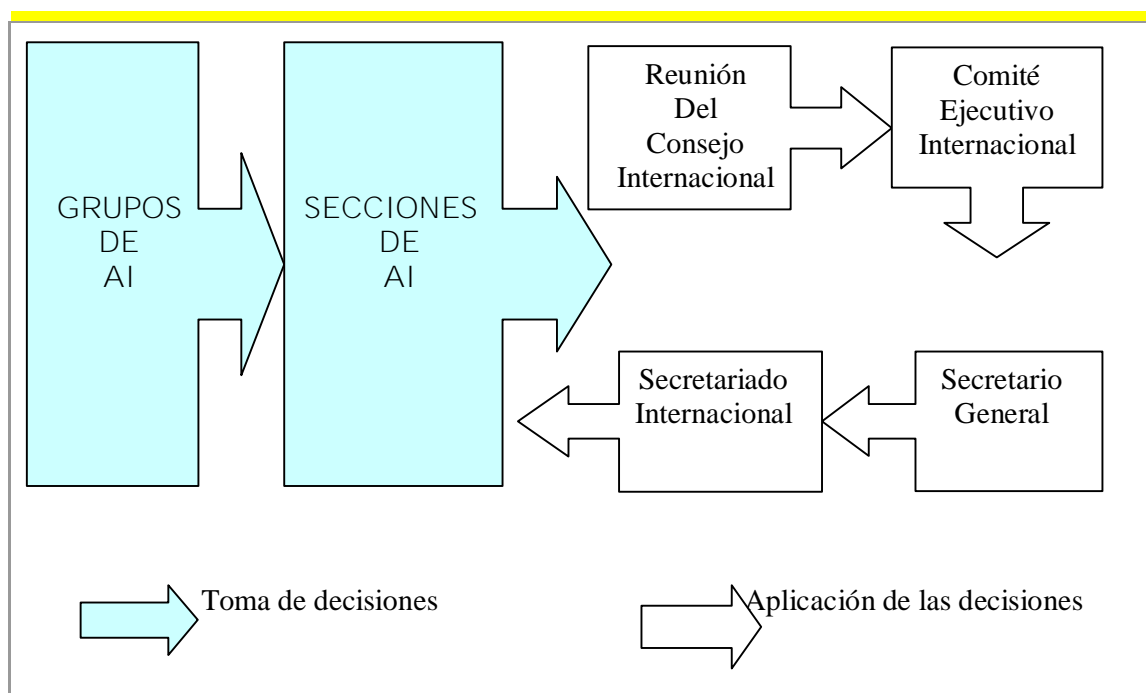 GRUPOS
DE
AI
SECCIONES
DE
AI
Reunión
Del
Consejo
Internacional
Comité
Ejecutivo
Internacional
Secretariado
Internacional
Secretario
General
Toma de decisiones
Aplicación de las decisiones